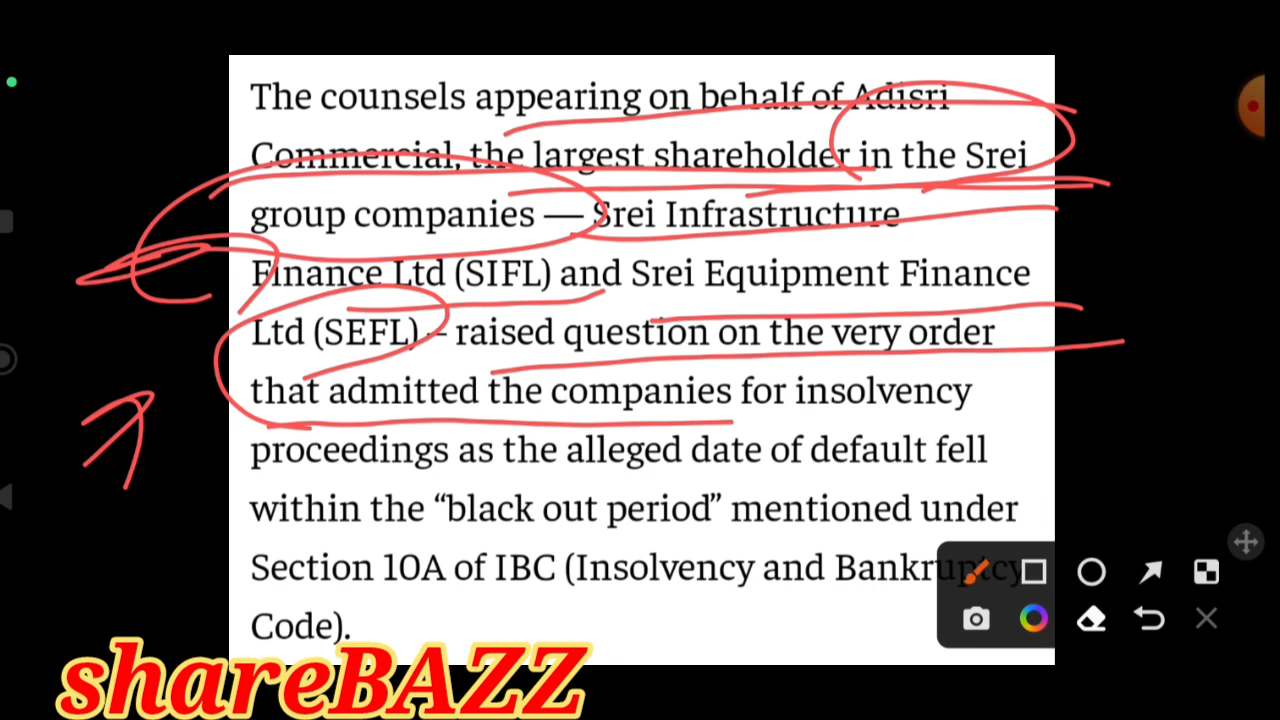 The counsels appearing on behalf of Adisri
Commercial, the largest shareholder in the Srei
group companies — Srei Infrastructure
Finance Ltd (SIFL) and Srei Equipment Finance
Ltd (SEFL) – raised question on the very order
that admitted the companies for insolvency
proceedings as the alleged date of default fell
within the “black out period” mentioned under
Section 10A of IBC (Insolvency and Bankruptcy
Code).
shareBAZZ